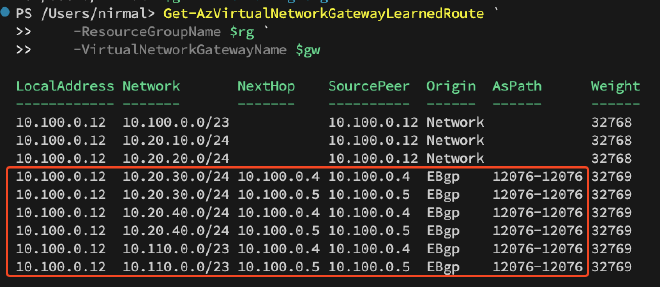 PS /Users/nirmal> Get-AzVirtualNetworkGatewayLearnedRoute `
>> -ResourceGroupName $rg `
>> -VirtualNetworkGatewayName $gw
LocalAddress Network NextHop SourcePeer Origin AsPath Weight
------------ ------- ------- ---------- ------ ------ ------
10.100.0.12 10.100.0.0/23 10.100.0.12 Network 32768
10.100.0.12 10.20.10.0/24 10.100.0.12 Network 32768
10.100.0.12 10.20.20.0/24 10.100.0.12 Network 32768
10.100.0.12 10.20.30.0/24 10.100.0.4 10.100.0.4 EBgp 12076-12076 32769
10.100.0.12 10.20.30.0/24 10.100.0.5 10.100.0.5 EBgp 12076-12076 32769
10.100.0.12 10.20.40.0/24 10.100.0.4 10.100.0.4 EBgp 12076-12076 32769
10.100.0.12 10.20.40.0/24 10.100.0.5 10.100.0.5 EBgp 12076-12076 32769
10.100.0.12 10.110.0.0/23 10.100.0.4 10.100.0.4 EBgp 12076-12076 32769
10.100.0.12 10.110.0.0/23 10.100.0.5 10.100.0.5 EBgp 12076-12076 32769